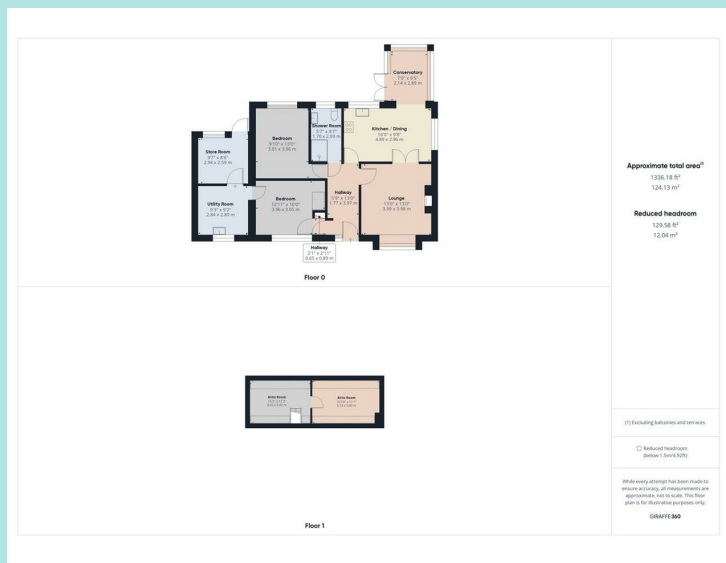 Conservatory
7'0" x 9'5"
2.14 x 2.89 m
Shower Room
5'7" x 9'7"
1.70 x 2.93 m
Kitchen / Dining
16'0" x 9'8"
4.89 x 2.96 m
Bedroom
9'10" x 13'0"
3.01 x 3.96 m
Store Room
9'7" x 8'6"
2.94 x 2.59 m
Hallway
5'9" x 13'0"
1.77 x 3.97 m
Lounge
13'0" x 13'0"
3.99 x 3.98 m
Bedroom
12'11" x 10'0"
3.96 x 3.05 m
Utility Room
9'3" x 9'2"
2.84 x 2.80 m
Hallway
2'1" x 2'11"
0.65 x 0.89 m
Floor 0
Attic Room
Attic Room
Floor 1
Approximate total area(1)
1336.18 ft²
124.13 m²
Reduced headroom
129.58 ft²
12.04 m²
(1) Excluding balconies and terraces
Reduced headroom
(below 1.5m/4.92ft)
While every attempt has been made to
ensure accuracy, all measurements are
approximate, not to scale. This floor
plan is for illustrative purposes only.
GIRAFFE360